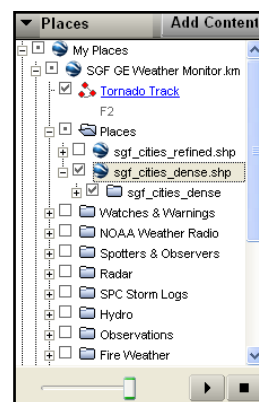 Places Add Content
My Places
SGF GE Weather Monitor.km
Tornado Track
F2
Places
sgf_cities_refined.shp
sgf_cities_dense.shp
sgf_cities_dense
Watches & Warnings
NOAA Weather Radio
Spotters & Observers
Radar
SPC Storm Logs
Hydro
Observations
Fire Weather